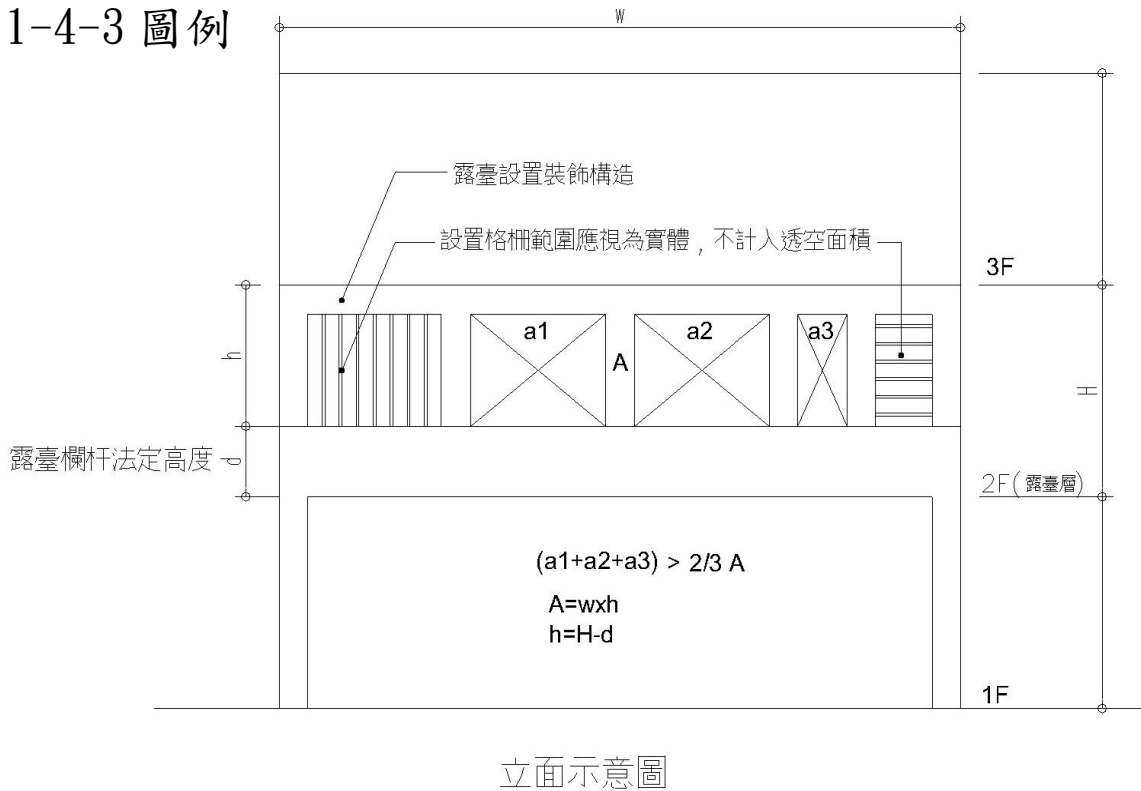 1-4-3 圖例
W
露臺設置裝飾構造
設置格柵範圍應視為實體，不計入透空面積
3F
a1
a2
a3
A
h
H
露臺欄杆法定高度
d
2F(露臺層)
(a1+a2+a3) > 2/3 A
A=wxh
h=H-d
1F
立面示意圖